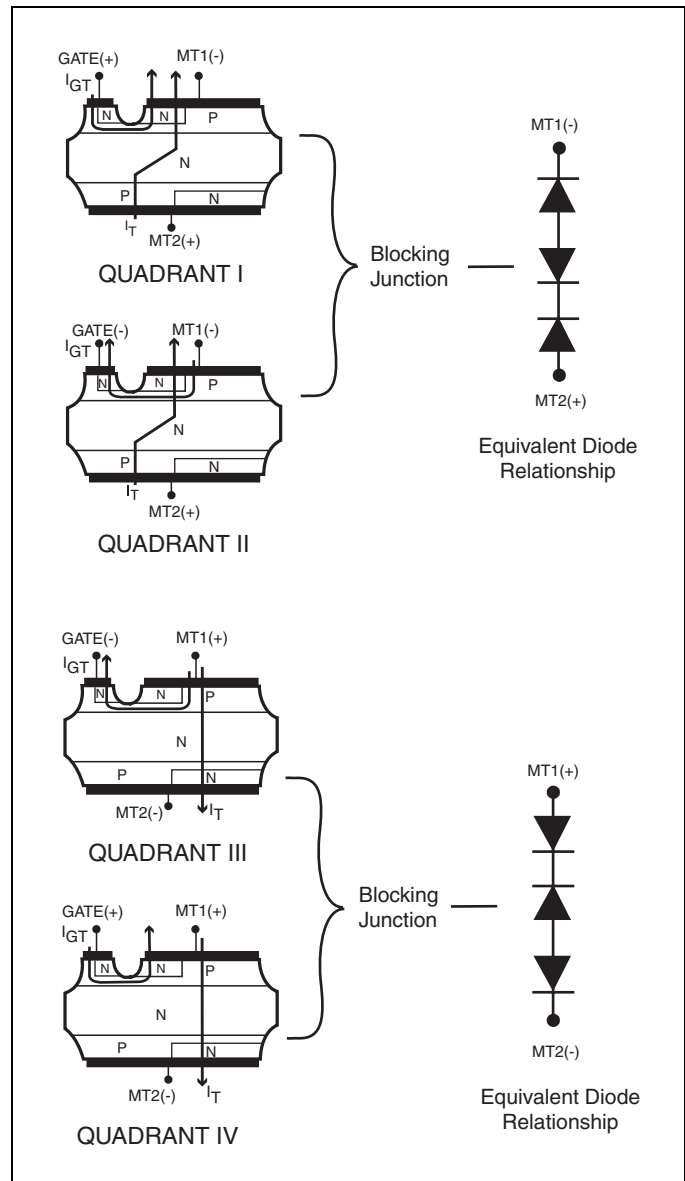 GATE(+) MT1(-)
IGT
N N P
N
P N
IT
MT2(+)
QUADRANT I
GATE(-) MT1(-)
IGT
N N P
N
P N
IT
MT2(+)
QUADRANT II
Blocking
Junction
MT1(-)
MT2(+)
Equivalent Diode
Relationship
GATE(-) MT1(+)
IGT
N N P
N
P N
MT2(-) IT
QUADRANT III
GATE(+) MT1(+)
IGT
N N P
N
P N
MT2(-) IT
QUADRANT IV
Blocking
Junction
MT1(+)
MT2(-)
Equivalent Diode
Relationship